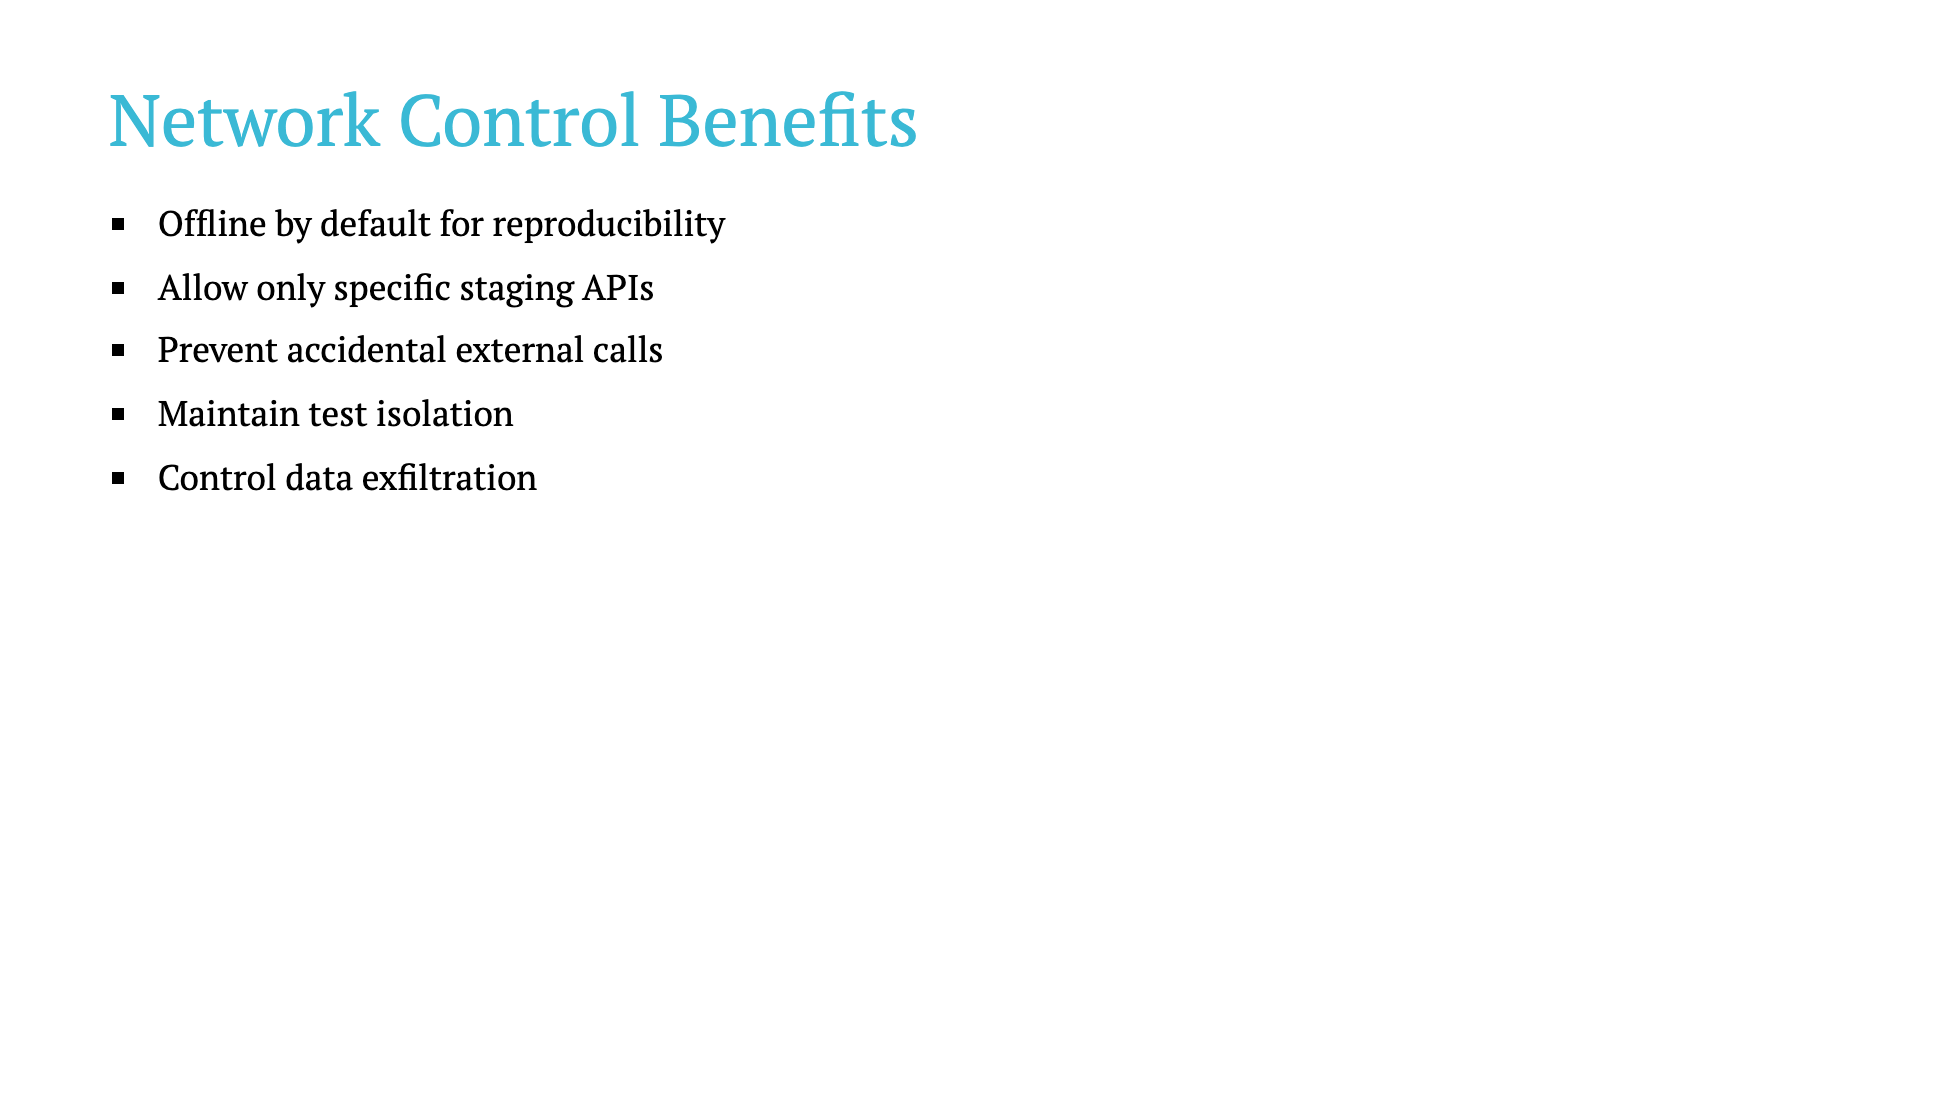 Network Control Benefits
▪ Offline by default for reproducibility
▪ Allow only specific staging APIs
▪ Prevent accidental external calls
▪ Maintain test isolation
▪ Control data exfiltration